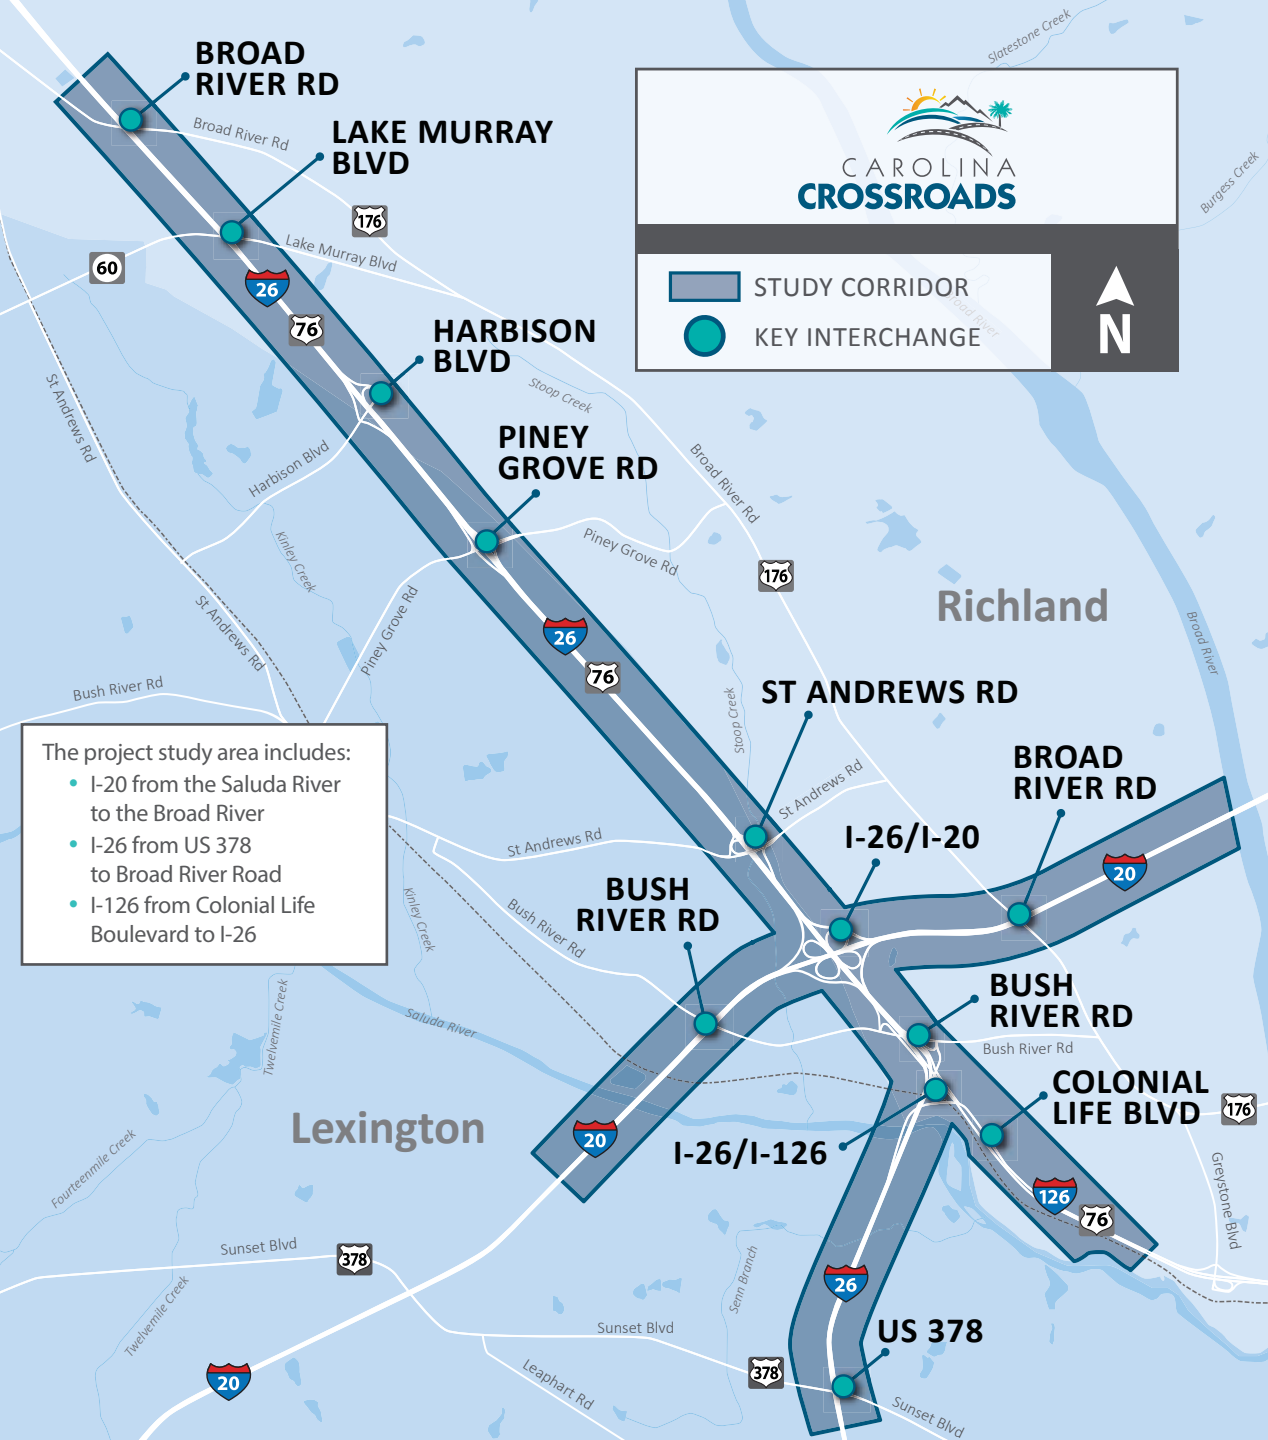 BROAD
RIVER RD
Slatestone Creek
LAKE MURRAY
BLVD
Broad River Rd
176
CAROLINA
CROSSROADS
Burgess Creek
60
Lake Murray Blvd
26
76
STUDY CORRIDOR
KEY INTERCHANGE
N
Broad River
HARBISON
BLVD
St Andrews Rd
Stoop Creek
PINEY
GROVE RD
Harbison Blvd
Broad River Rd
Kinley Creek
Piney Grove Rd
176
Richland
St Andrews Rd
Piney Grove Rd
26
76
Broad River
Bush River Rd
ST ANDREWS RD
Stoop Creek
The project study area includes:
• I-20 from the Saluda River
to the Broad River
• I-26 from US 378
to Broad River Road
• I-126 from Colonial Life
Boulevard to I-26
BROAD
RIVER RD
St Andrews Rd
St Andrews Rd
I-26/I-20
20
BUSH
RIVER RD
Kinley Creek
Bush River Rd
BUSH
RIVER RD
Saluda River
Twelvemile Creek
Bush River Rd
COLONIAL
LIFE BLVD
176
Lexington
20
I-26/I-126
Fourteenmile Creek
126
76
Greystone Blvd
Sunset Blvd
378
26
Senn Branch
Twelvemile Creek
Sunset Blvd
US 378
378
20
Leaphart Rd
Sunset Blvd